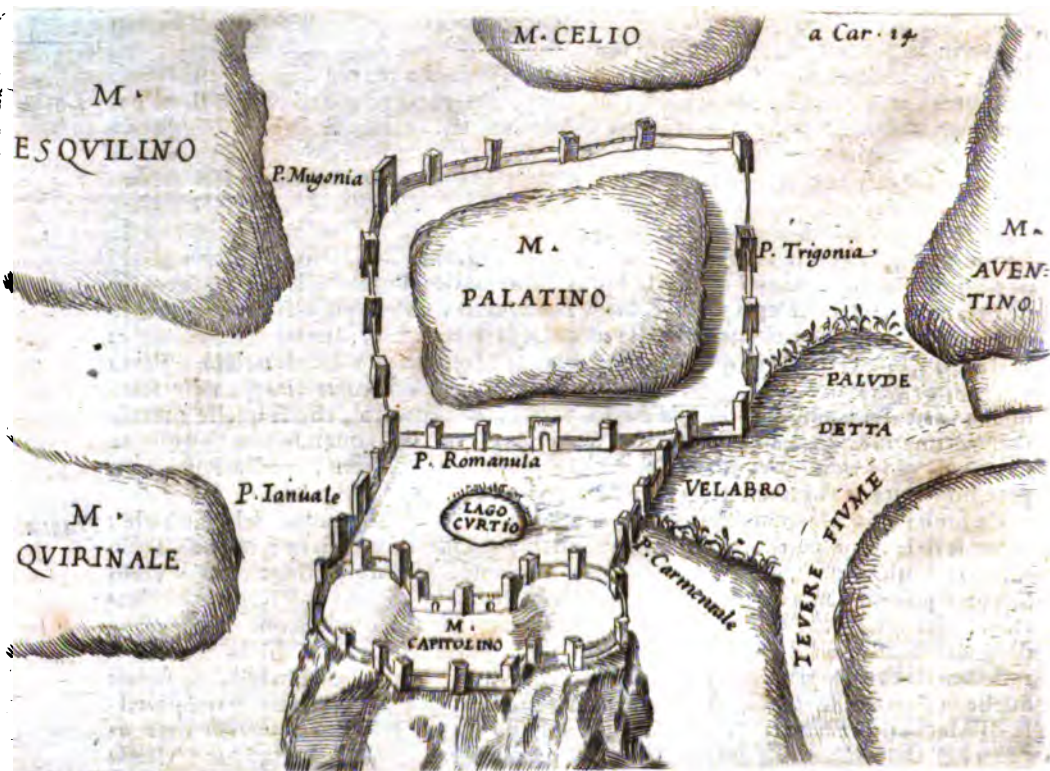 M. CELIO
a Car. 14
M.
ESQVILINO
P. Mugonia
M.
PALATINO
P. Trigonia
M.
AVEN=
TINO
PALVDE
DETTA
VELABRO
P. Romanula
P. Ianuale
LAGO
CVRTIO
M.
QVIRINALE
P. Carmentale
TEVERE FIVME
M.
CAPITOLINO